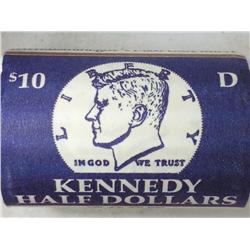 LIBERTY
$10 D
IN GOD WE TRUST
KENNEDY
HALF DOLLARS